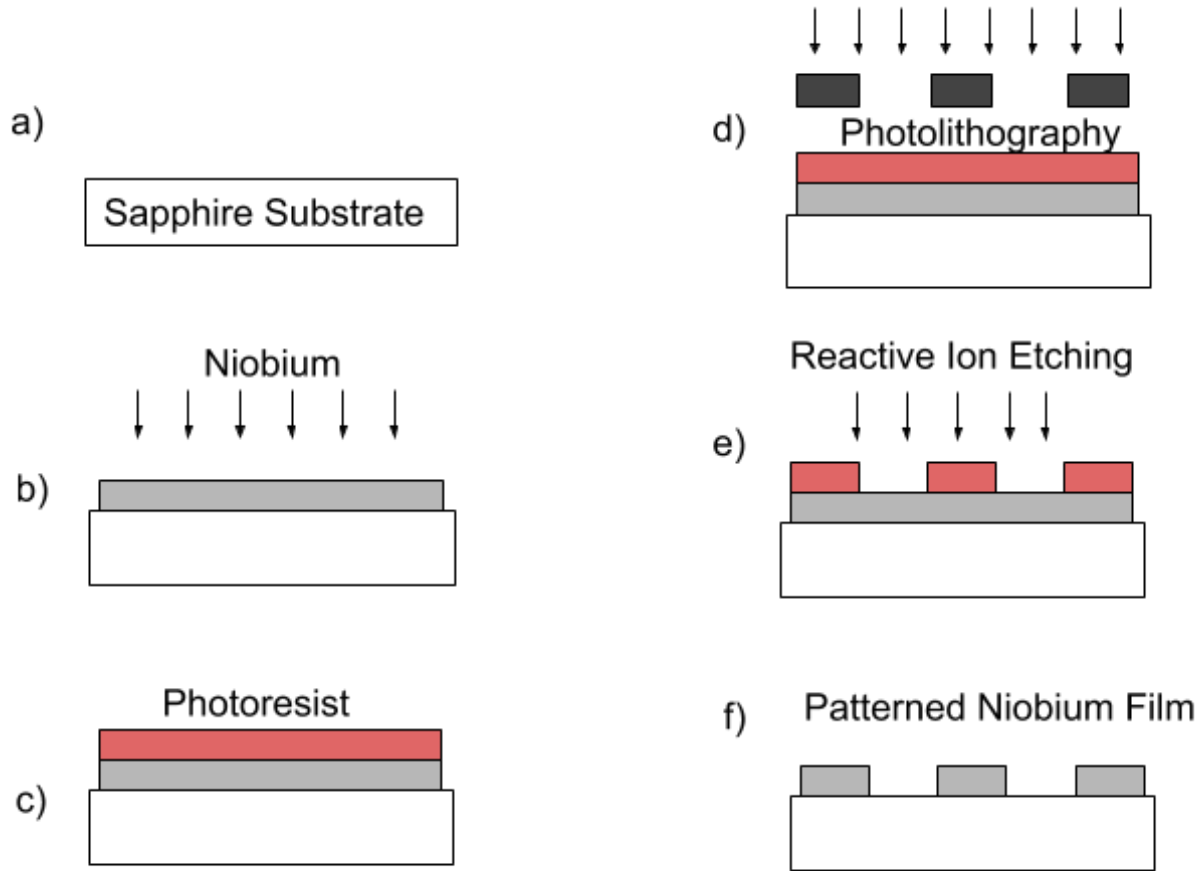 a)
Sapphire Substrate
Niobium
b)
Photoresist
c)
d)
Photolithography
Reactive Ion Etching
e)
f)
Patterned Niobium Film